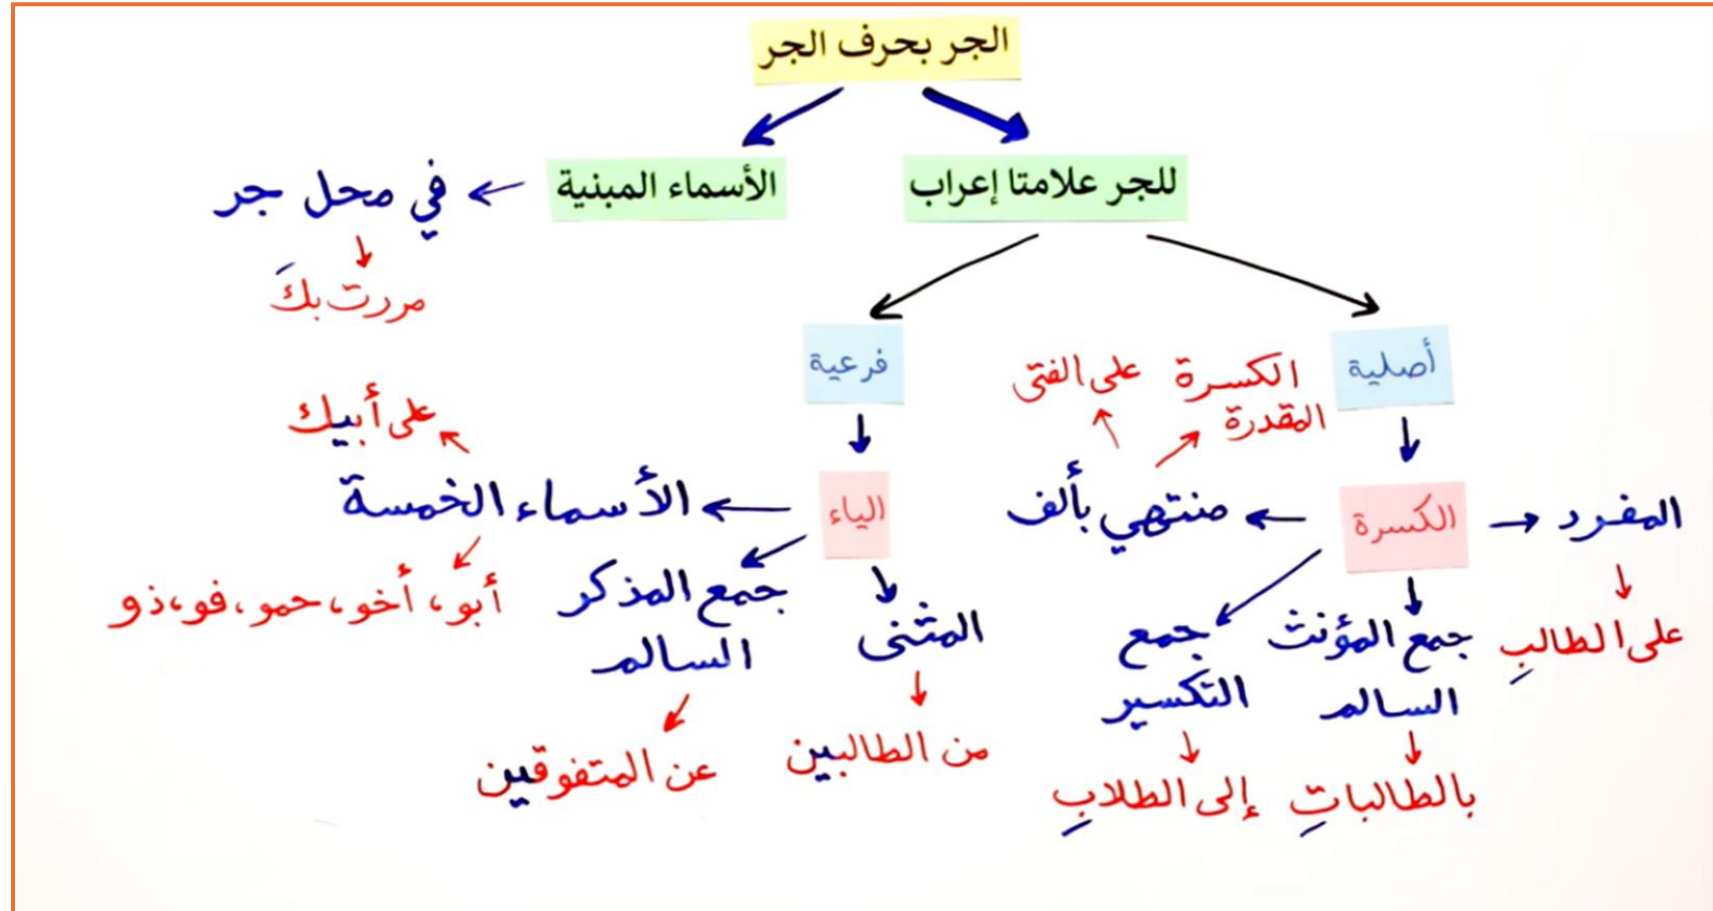 الجر بحرف الجر
للجر علامتا إعراب
الأسماء المبنية
في محل جر
مررت بكَ
أصلية
فرعية
الكسرة
المقدرة
على الفتى
على أبيك
المفرد
الكسرة
منتهي بألف
الياء
الأسماء الخمسة
أبو، أخو، حمو، فو، ذو
على الطالبِ
جمع المؤنث
السالم
جمع
التكسير
المثنى
جمع المذكر
السالم
بالطالباتِ
إلى الطلابِ
من الطالبين
عن المتفوقين